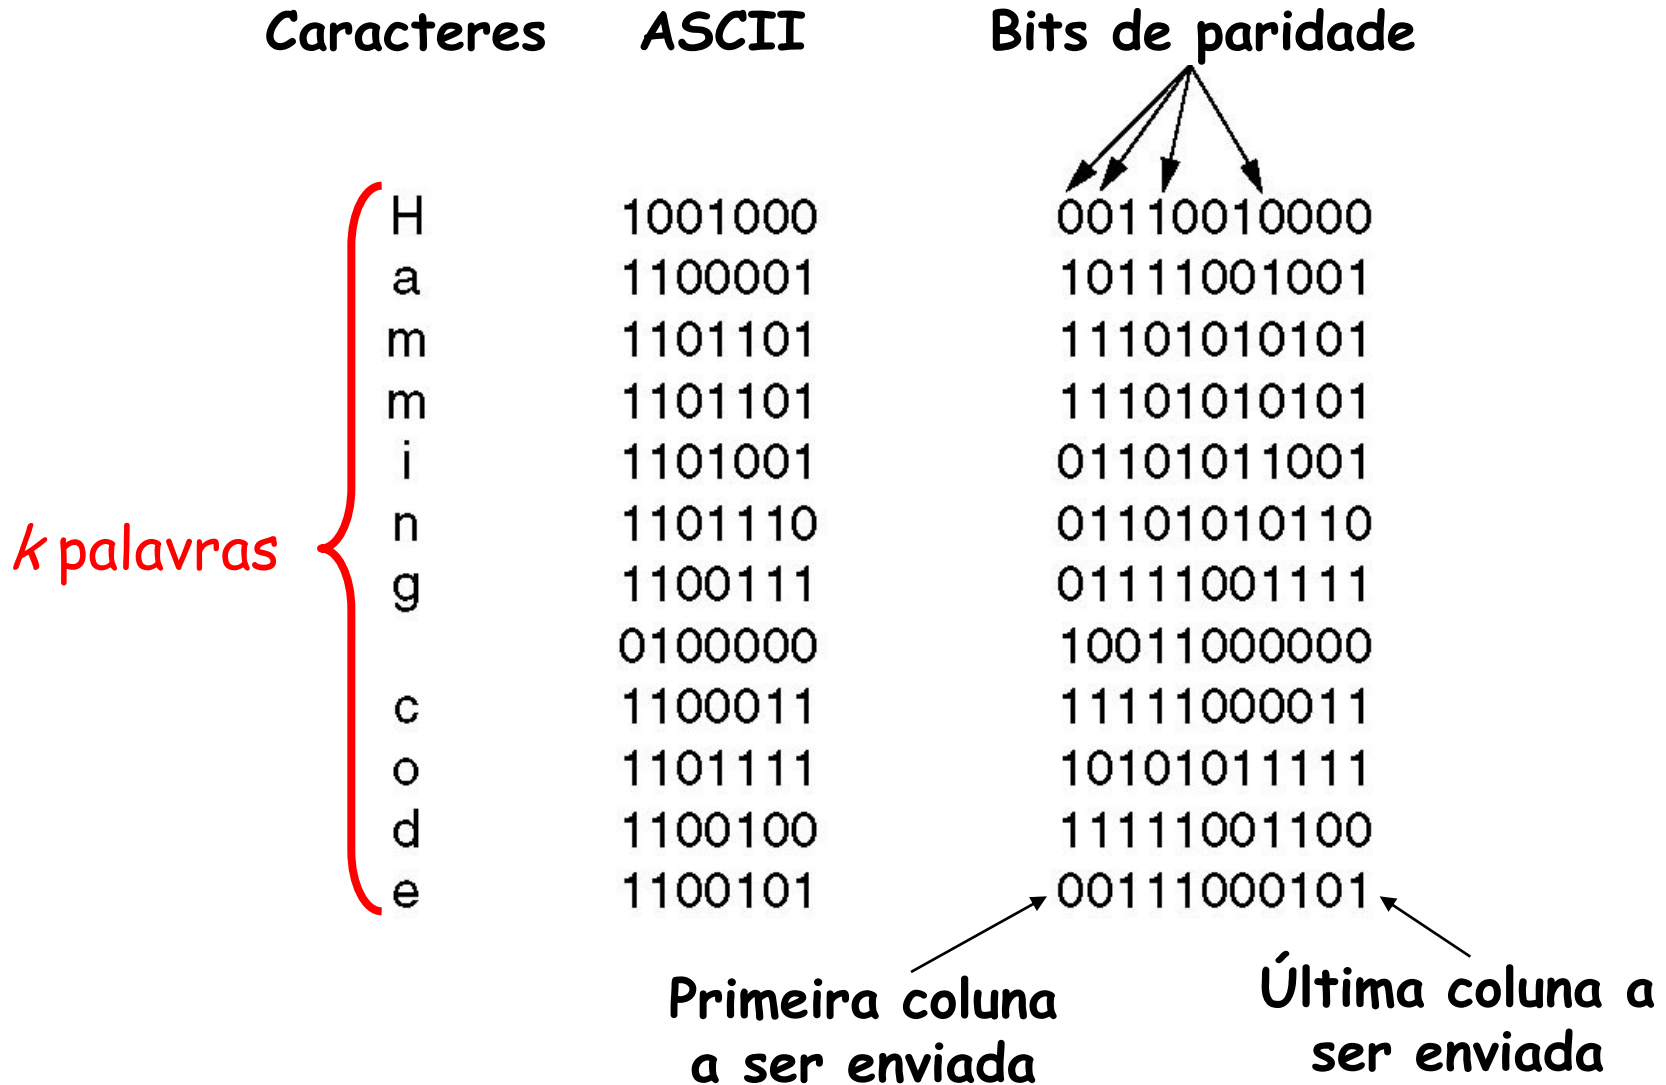 Caracteres ASCII Bits de paridade
H 1001000 00110010000
a 1100001 10111001001
m 1101101 11101010101
m 1101101 11101010101
i 1101001 01101011001
n 1101110 01101010110
k palavras
g 1100111 01111001111
0100000 10011000000
c 1100011 11111000011
o 1101111 10101011111
d 1100100 11111001100
e 1100101 00111000101
Primeira coluna
a ser enviada
Última coluna a
ser enviada